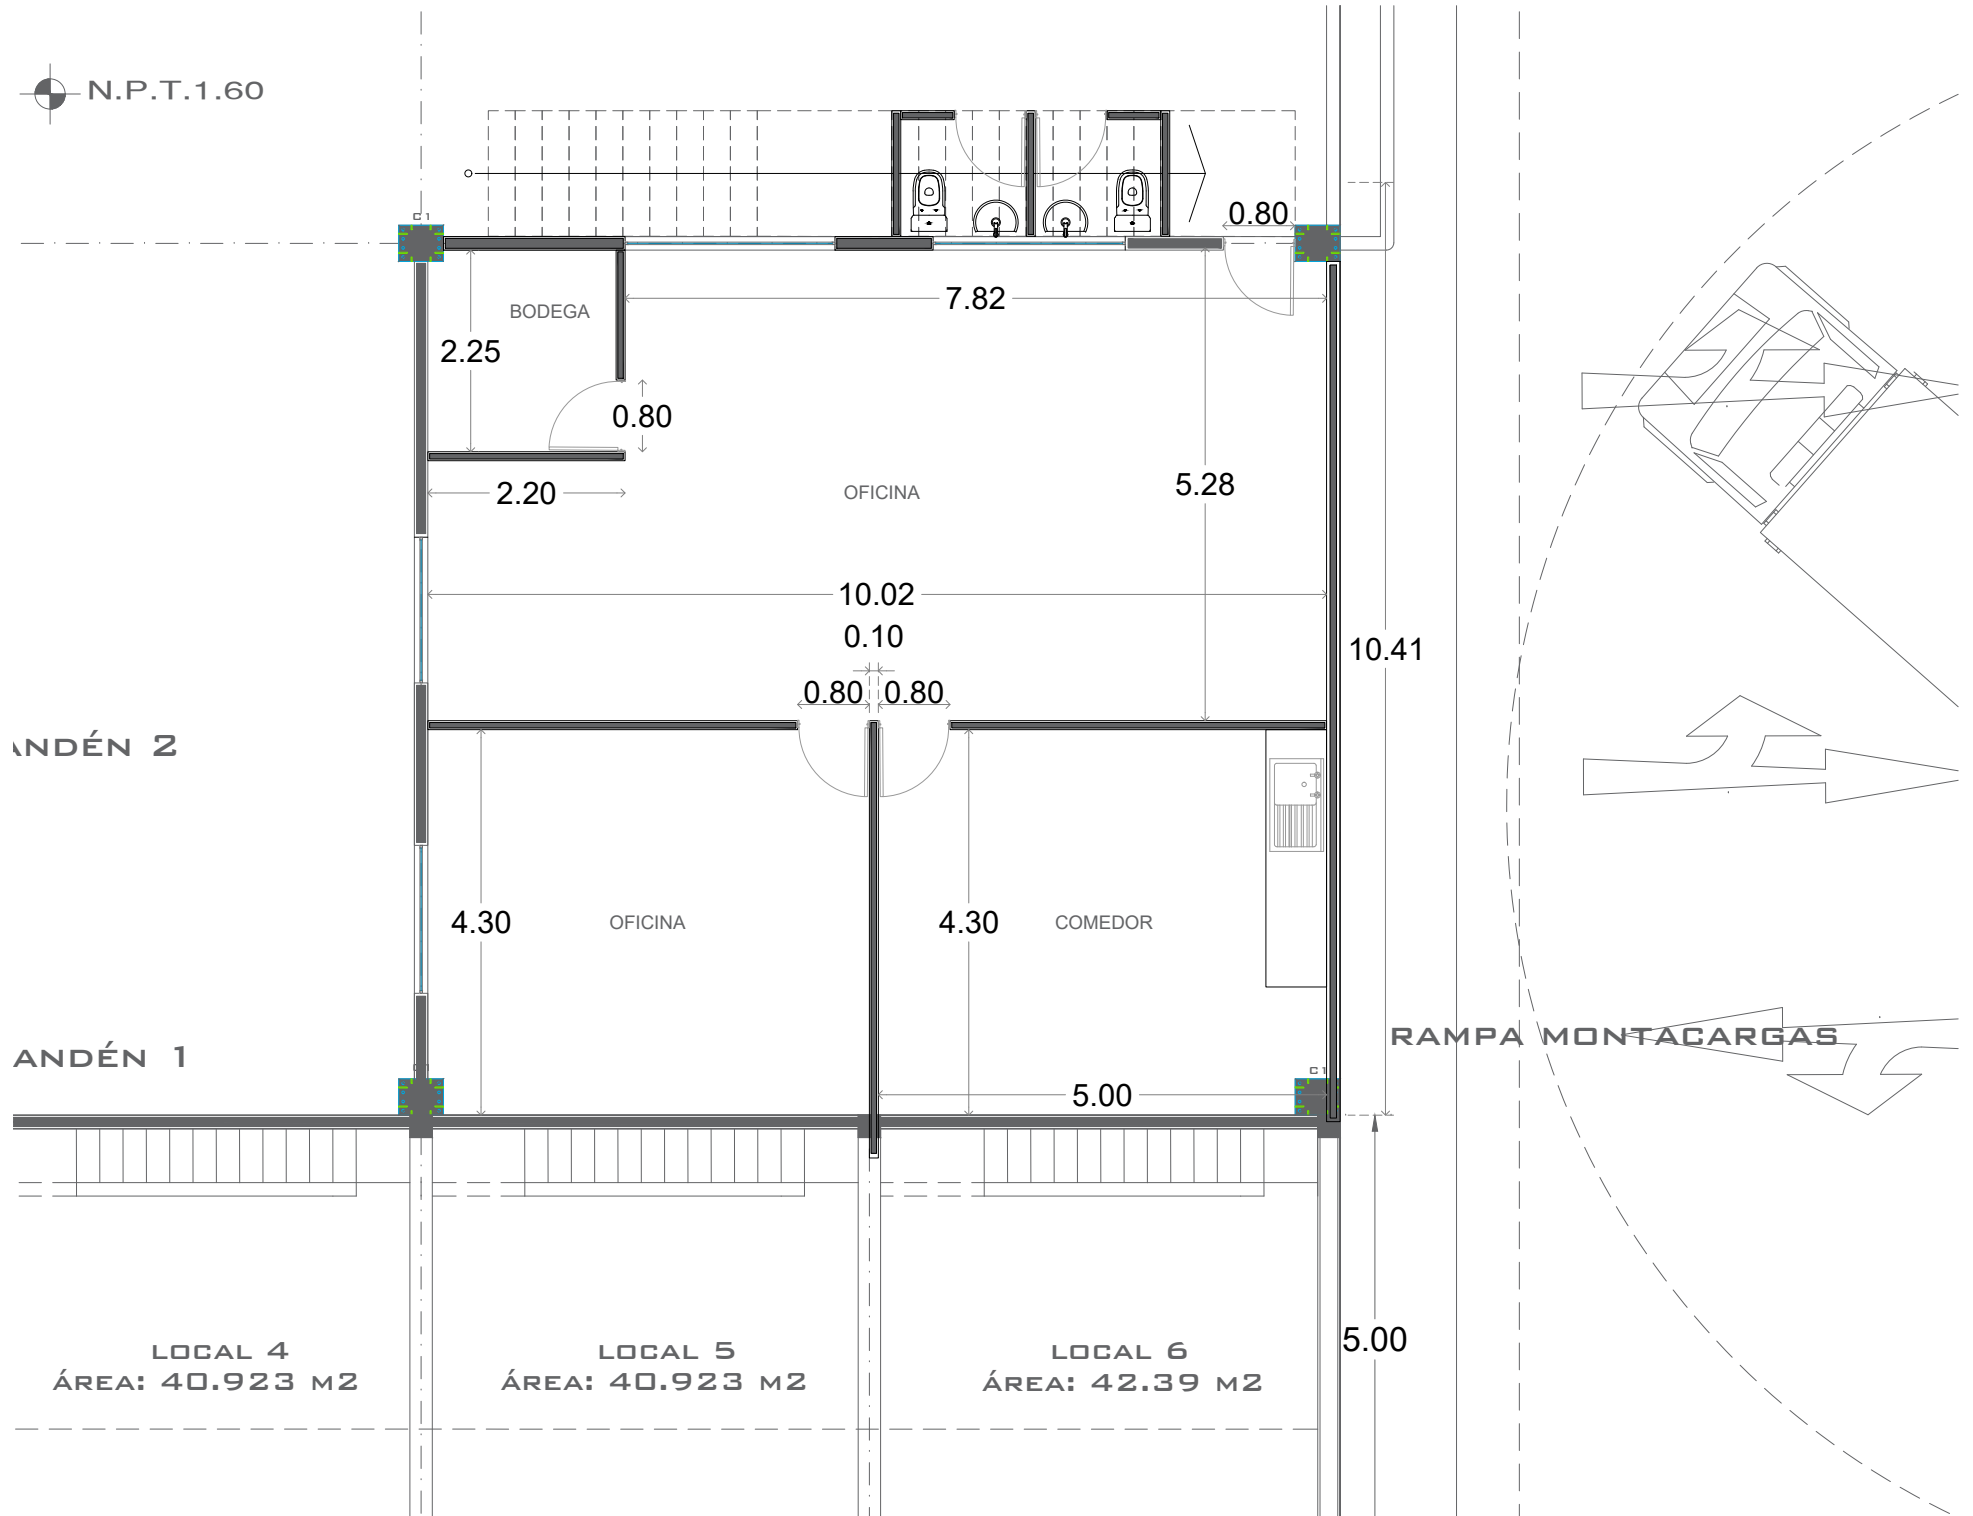 N.P.T.1.60
C 1
0.80
7.82
BODEGA
2.25
0.80
2.20
OFICINA
5.28
10.02
0.10
0.80
0.80
10.41
ANDÉN 2
4.30
OFICINA
4.30
COMEDOR
RAMPA MONTACARGAS
ANDÉN 1
C1
5.00
5.00
LOCAL 4
ÁREA: 40.923 M2
LOCAL 5
ÁREA: 40.923 M2
LOCAL 6
ÁREA: 42.39 M2